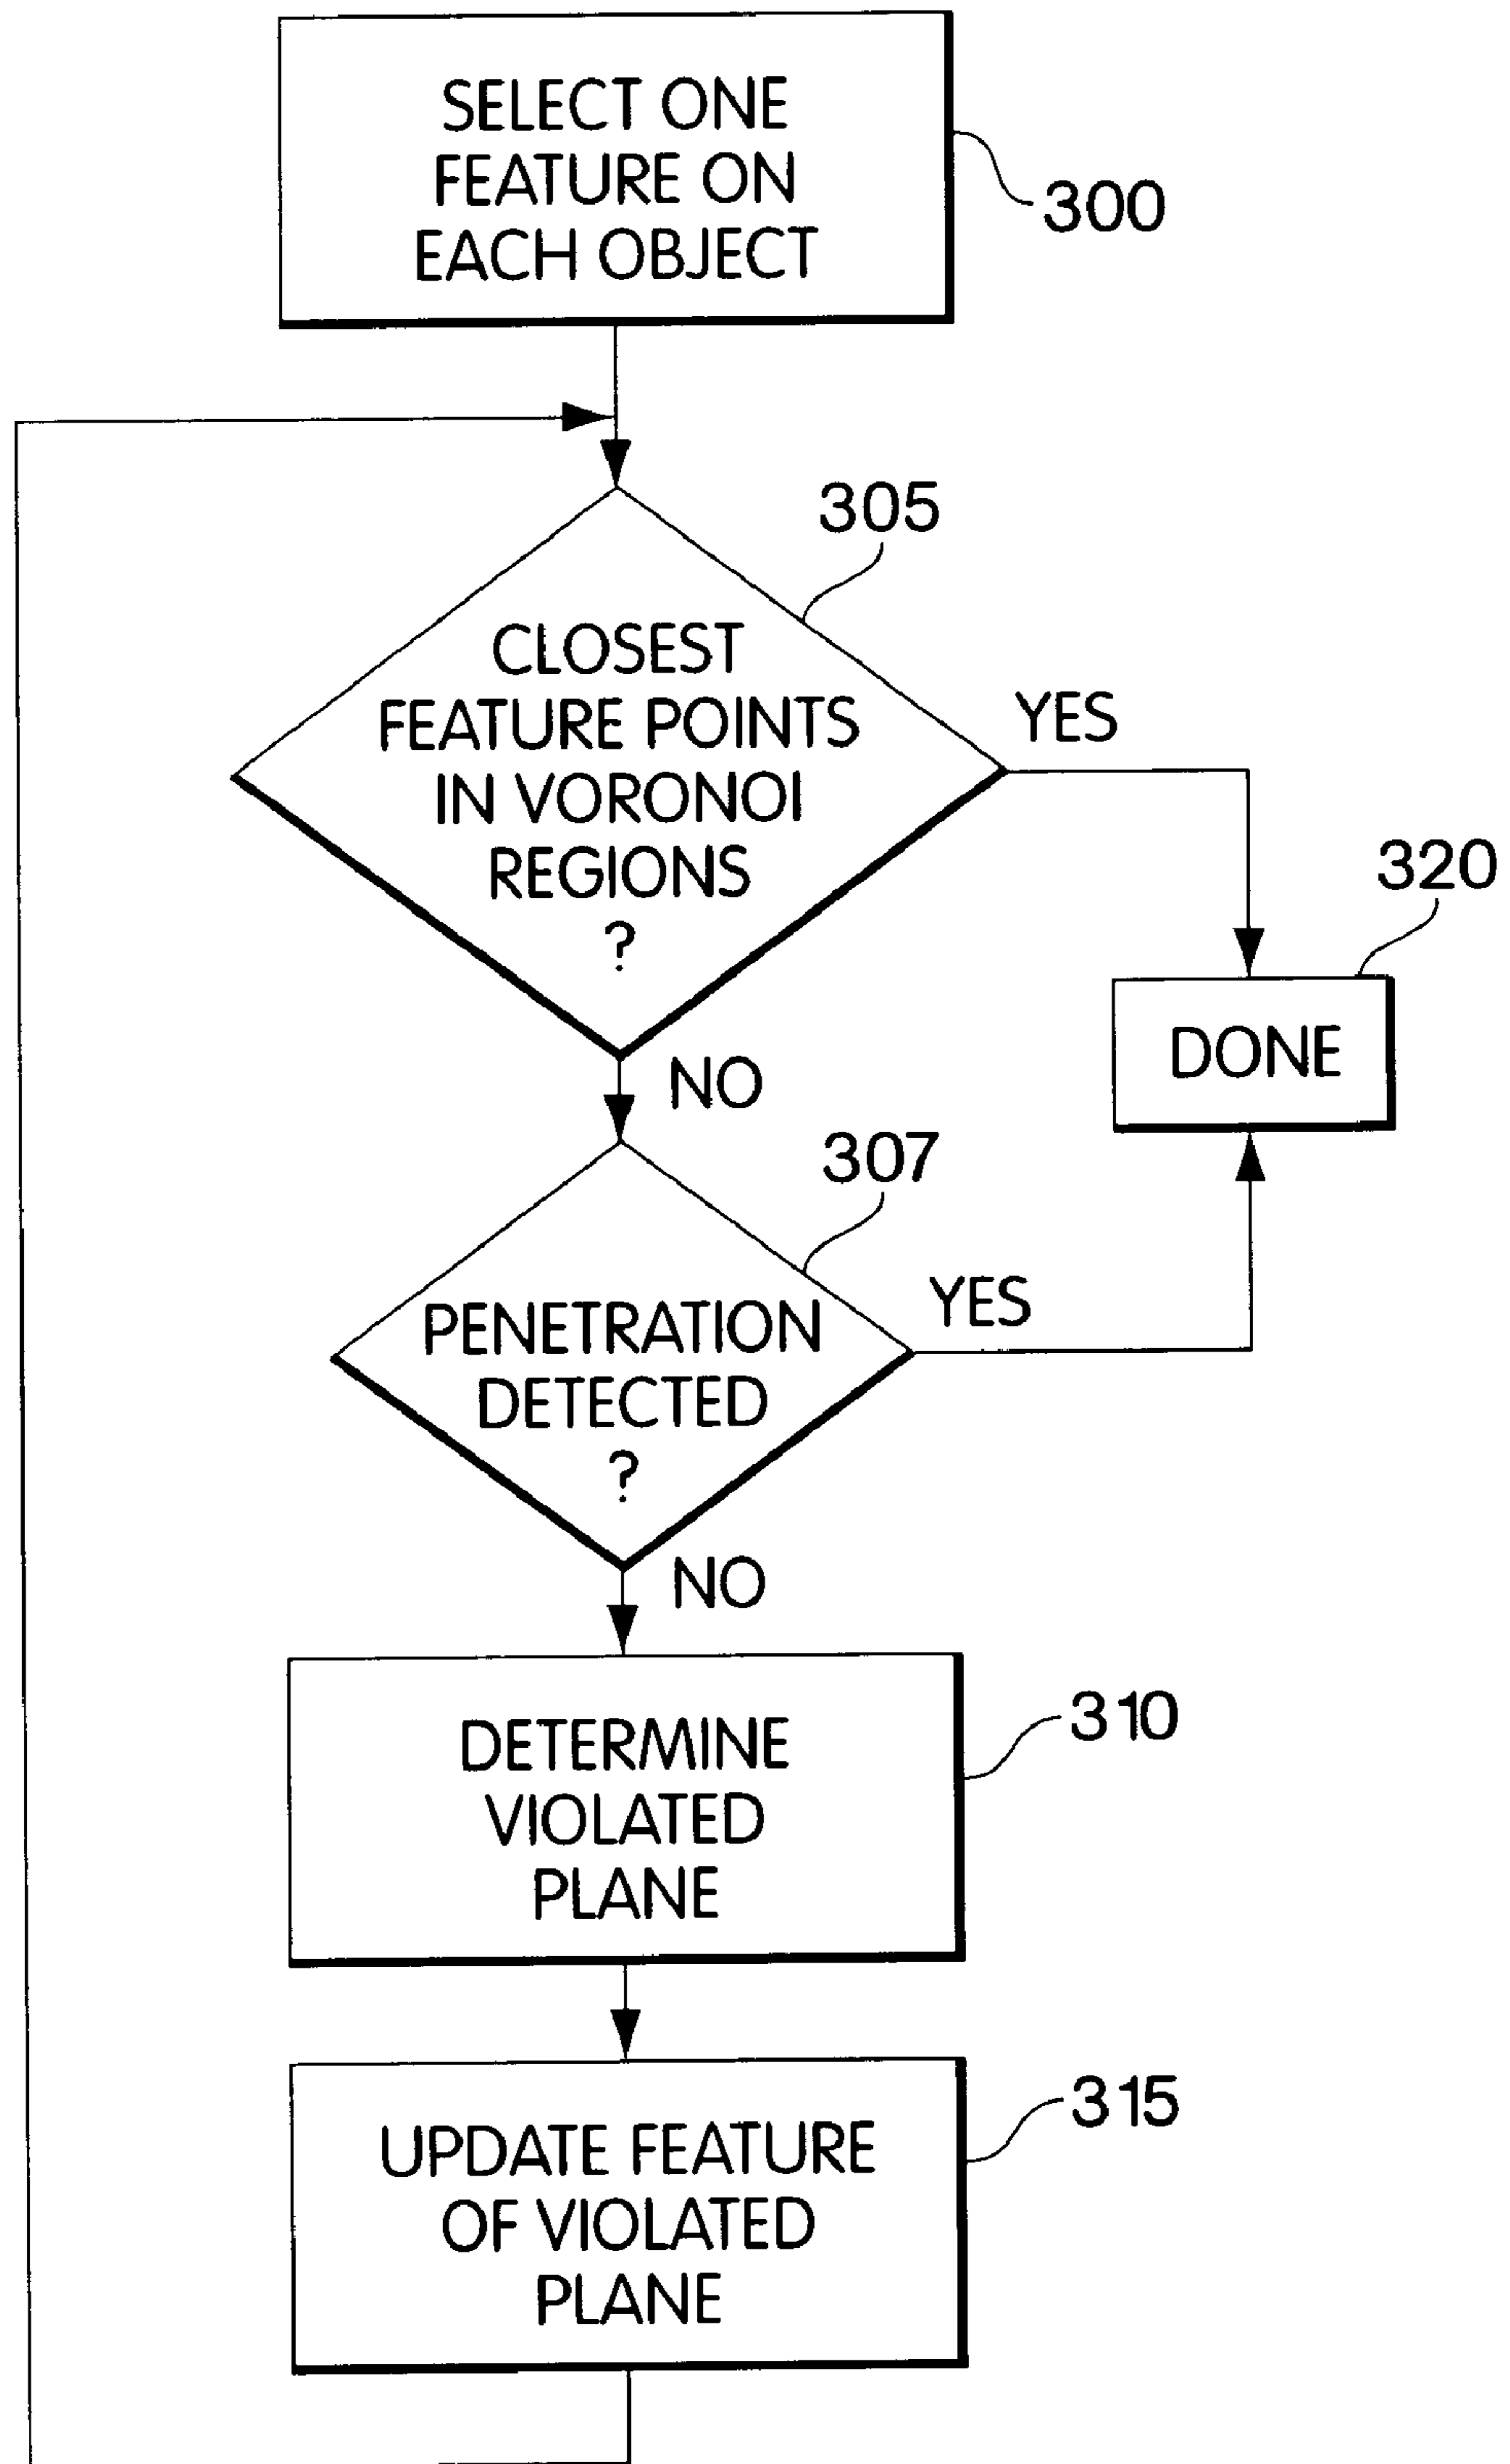 SELECT ONE
FEATURE ON
EACH OBJECT
300
305
CLOSEST
FEATURE POINTS
IN VORONOI
REGIONS
?
YES
320
DONE
NO
307
PENETRATION
DETECTED
?
YES
NO
310
DETERMINE
VIOLATED
PLANE
315
UPDATE FEATURE
OF VIOLATED
PLANE